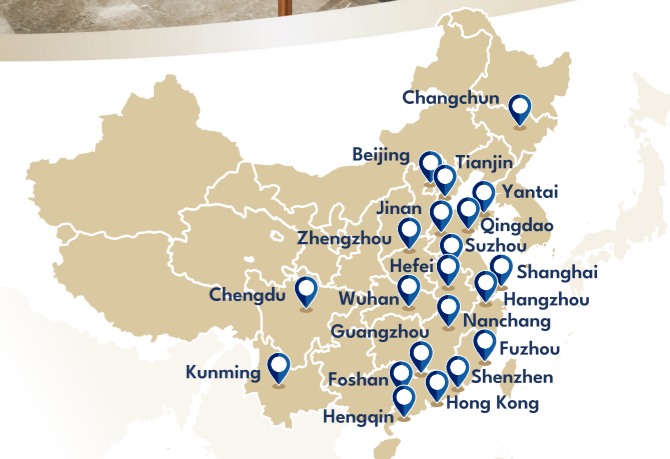 Changchun
Beijing
Tianjin
Yantai
Jinan
Qingdao
Zhengzhou
Suzhou
Hefei
Shanghai
Chengdu
Wuhan
Hangzhou
Nanchang
Guangzhou
Fuzhou
Kunming
Foshan
Shenzhen
Hong Kong
Hengqin